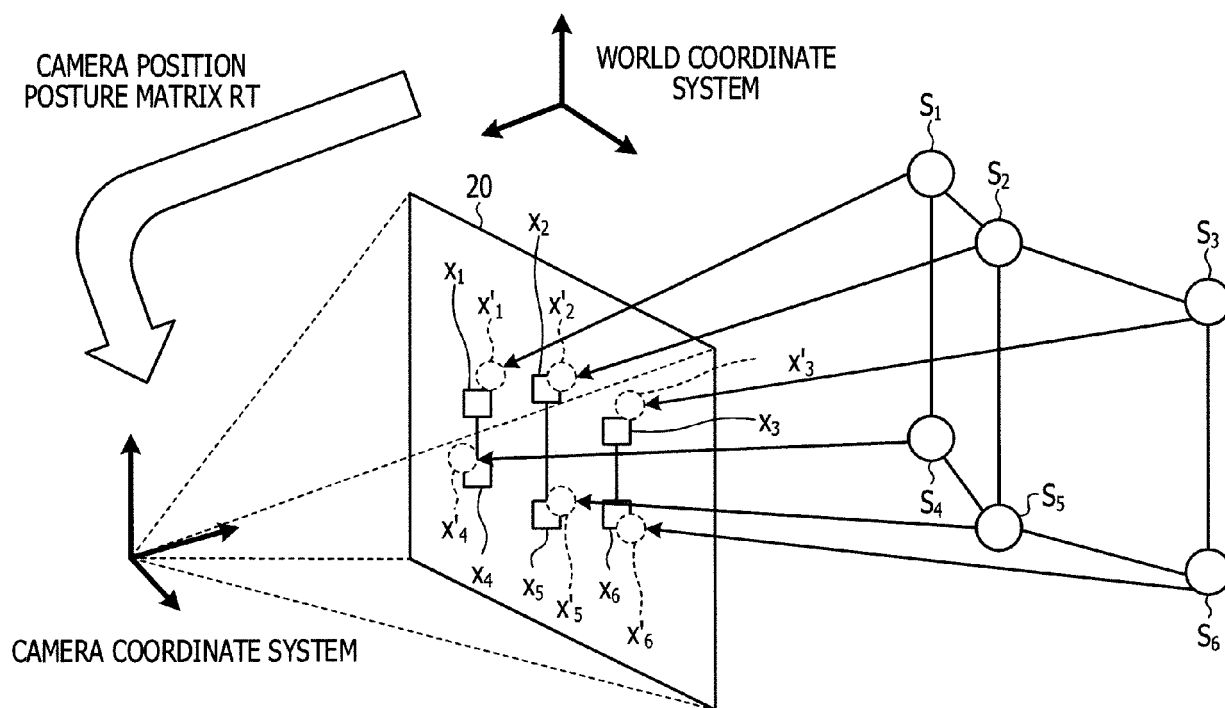 CAMERA POSITION
POSTURE MATRIX RT
WORLD COORDINATE
SYSTEM
S₁
S₂
S₃
20
x₂
x₁
x'₁
x'₂
x'₃
x₃
x'₄
x₄
x₅
x'₅
x₆
x'₆
S₄
S₅
S₆
CAMERA COORDINATE SYSTEM